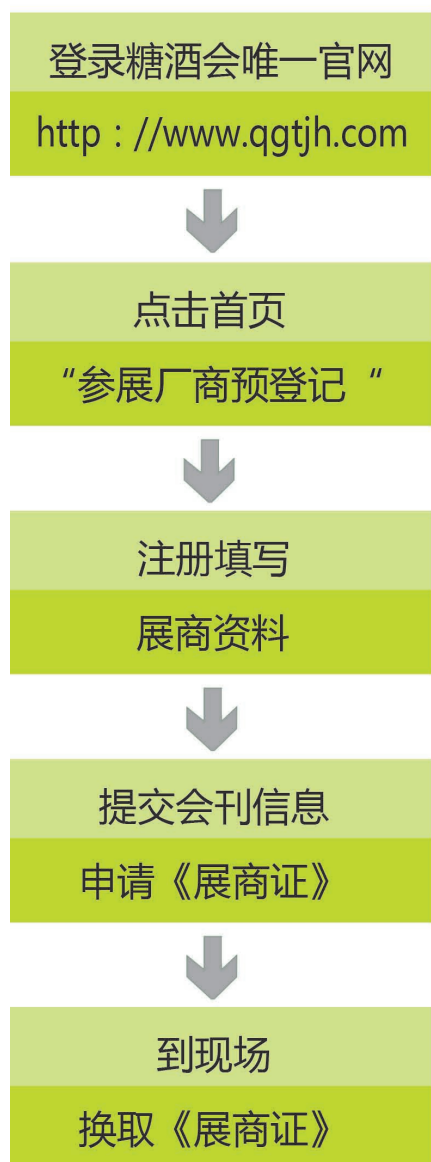 登录糖酒会唯一官网
http：//www.qgtjh.com
点击首页
“参展厂商预登记“
注册填写
展商资料
提交会刊信息
申请《展商证》
到现场
换取《展商证》